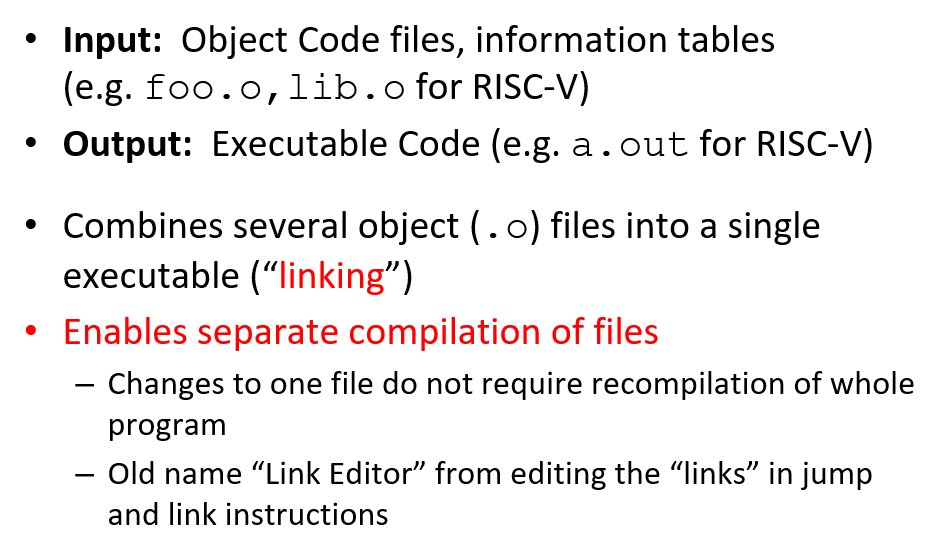 • Input: Object Code files, information tables
(e.g. foo.o,lib.o for RISC-V)
• Output: Executable Code (e.g. a.out for RISC-V)
• Combines several object (.o) files into a single
executable (“linking”)
• Enables separate compilation of files
– Changes to one file do not require recompilation of whole
program
– Old name “Link Editor” from editing the “links” in jump
and link instructions